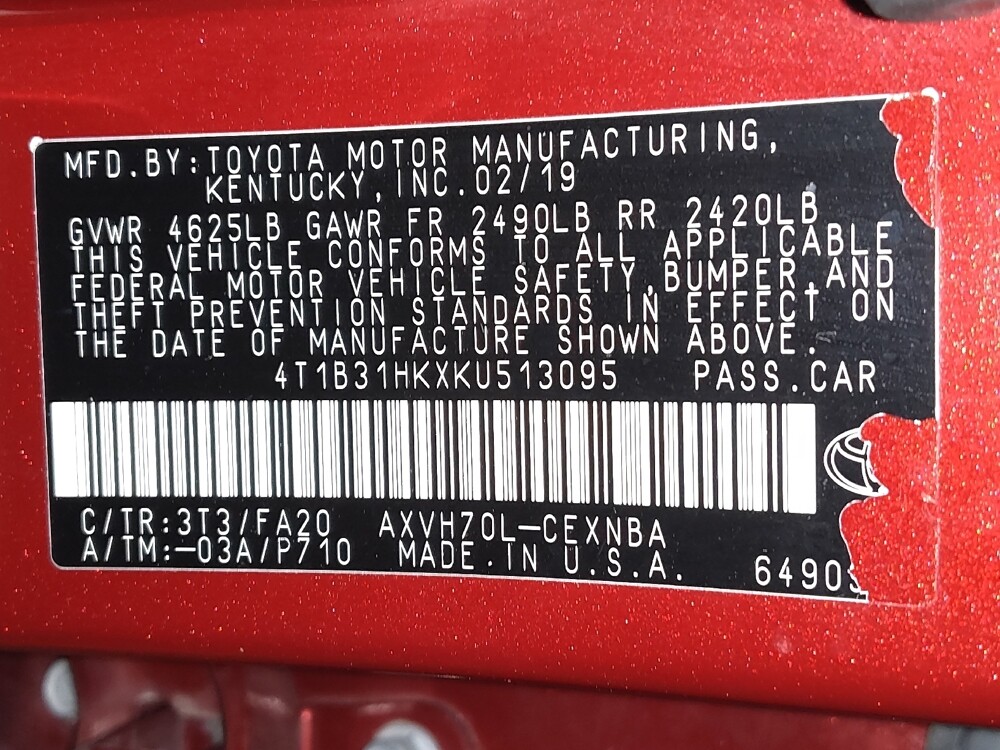 MFD.BY:TOYOTA MOTOR MANUFACTURING,
KENTUCKY,INC.02/19
GVWR 4625LB GAWR FR 2490LB RR 2420LB
THIS VEHICLE CONFORMS TO ALL APPLICABLE
FEDERAL MOTOR VEHICLE SAFETY,BUMPER,AND
THEFT PREVENTION STANDARDS IN EFFECT ON
THE DATE OF MANUFACTURE SHOWN ABOVE.
4T1B31HKXKU513095 PASS.CAR
C/TR:3T3/FA20 AXVH70L-CEXNBA
A/TM:-03A/P710 MADE.IN U.S.A.